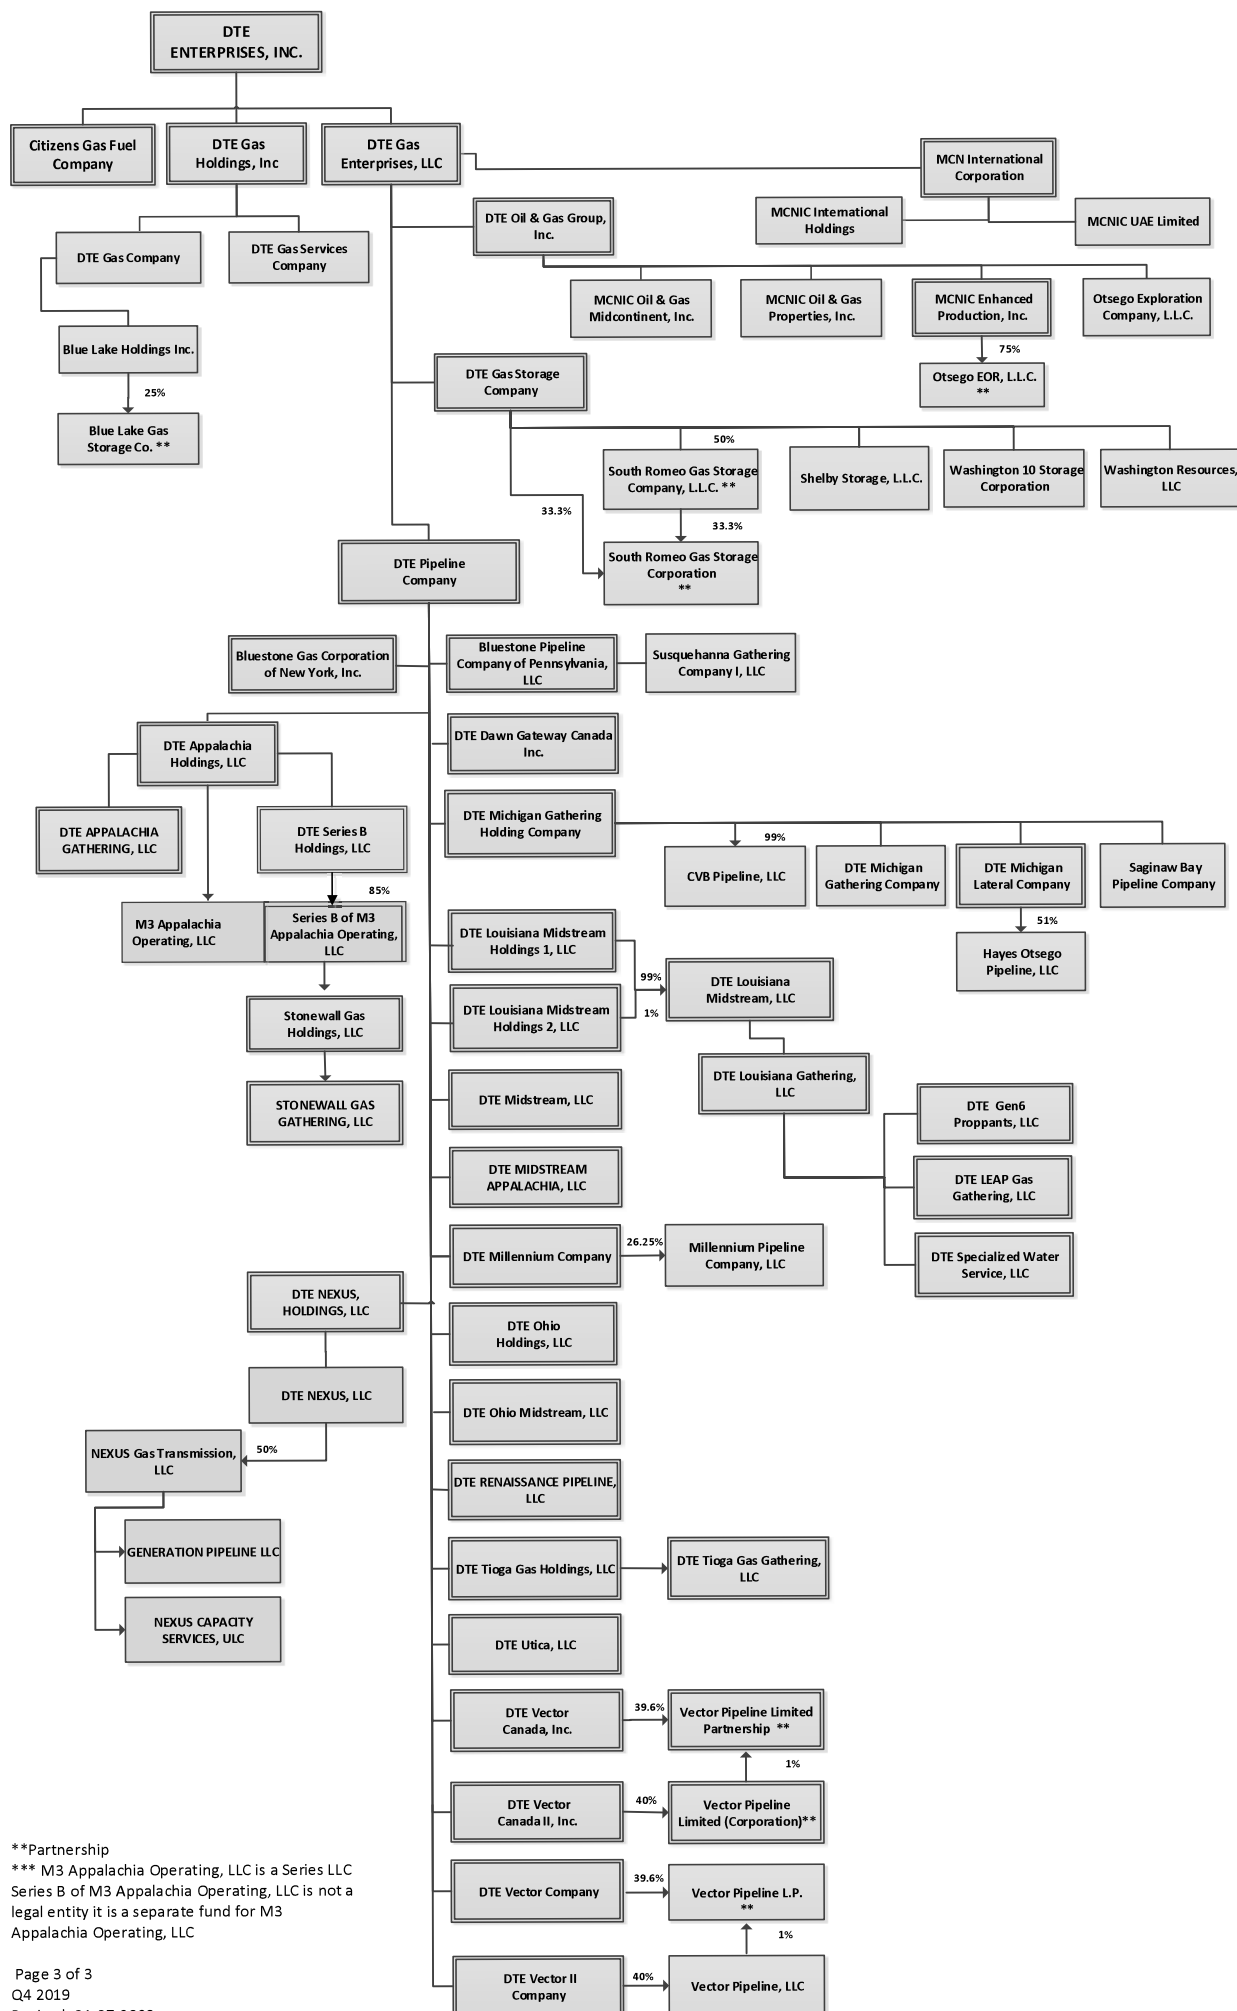 DTE
ENTERPRISES, INC.
Citizens Gas Fuel
Company
DTE Gas
Holdings, Inc
DTE Gas
Enterprises, LLC
MCN International
Corporation
MCNIC International
Holdings
MCNIC UAE Limited
DTE Oil & Gas Group,
Inc.
DTE Gas Company
DTE Gas Services
Company
MCNIC Oil & Gas
Midcontinent, Inc.
MCNIC Oil & Gas
Properties, Inc.
MCNIC Enhanced
Production, Inc.
Otsego Exploration
Company, L.L.C.
75%
Otsego EOR, L.L.C.
**
Blue Lake Holdings Inc.
25%
Blue Lake Gas
Storage Co. **
DTE Gas Storage
Company
50%
South Romeo Gas Storage
Company, L.L.C. **
Shelby Storage, L.L.C.
Washington 10 Storage
Corporation
Washington Resources,
LLC
33.3%
33.3%
South Romeo Gas Storage
Corporation
**
DTE Pipeline
Company
Bluestone Gas Corporation
of New York, Inc.
Bluestone Pipeline
Company of Pennsylvania,
LLC
Susquehanna Gathering
Company I, LLC
DTE Appalachia
Holdings, LLC
DTE Dawn Gateway Canada
Inc.
DTE APPALACHIA
GATHERING, LLC
DTE Series B
Holdings, LLC
DTE Michigan Gathering
Holding Company
99%
CVB Pipeline, LLC
DTE Michigan
Gathering Company
DTE Michigan
Lateral Company
Saginaw Bay
Pipeline Company
51%
Hayes Otsego
Pipeline, LLC
85%
M3 Appalachia
Operating, LLC
Series B of M3
Appalachia Operating,
LLC
Stonewall Gas
Holdings, LLC
STONEWALL GAS
GATHERING, LLC
DTE Louisiana Midstream
Holdings 1, LLC
99%
DTE Louisiana Midstream
Holdings 2, LLC
1%
DTE Louisiana
Midstream, LLC
DTE Louisiana Gathering,
LLC
DTE Gen6
Proppants, LLC
DTE LEAP Gas
Gathering, LLC
DTE Specialized Water
Service, LLC
DTE Midstream, LLC
DTE MIDSTREAM
APPALACHIA, LLC
DTE Millennium Company
26.25%
Millennium Pipeline
Company, LLC
DTE NEXUS,
HOLDINGS, LLC
DTE Ohio
Holdings, LLC
DTE NEXUS, LLC
DTE Ohio Midstream, LLC
NEXUS Gas Transmission,
LLC
50%
DTE RENAISSANCE PIPELINE,
LLC
GENERATION PIPELINE LLC
DTE Tioga Gas Holdings, LLC
DTE Tioga Gas Gathering,
LLC
NEXUS CAPACITY
SERVICES, ULC
DTE Utica, LLC
DTE Vector
Canada, Inc.
39.6%
Vector Pipeline Limited
Partnership **
1%
DTE Vector
Canada II, Inc.
40%
Vector Pipeline
Limited (Corporation)**
DTE Vector Company
39.6%
Vector Pipeline L.P.
**
1%
DTE Vector II
Company
40%
Vector Pipeline, LLC
**Partnership
*** M3 Appalachia Operating, LLC is a Series LLC
Series B of M3 Appalachia Operating, LLC is not a
legal entity it is a separate fund for M3
Appalachia Operating, LLC
Page 3 of 3
Q4 2019